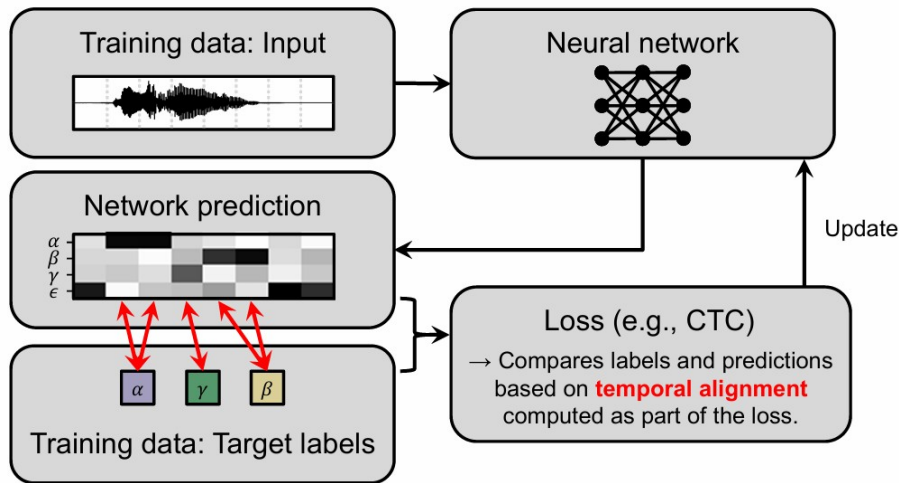 Training data: Input
Neural network
Network prediction
α
β
γ
ϵ
Update
Loss (e.g., CTC)
→ Compares labels and predictions
based on temporal alignment
computed as part of the loss.
α γ β
Training data: Target labels